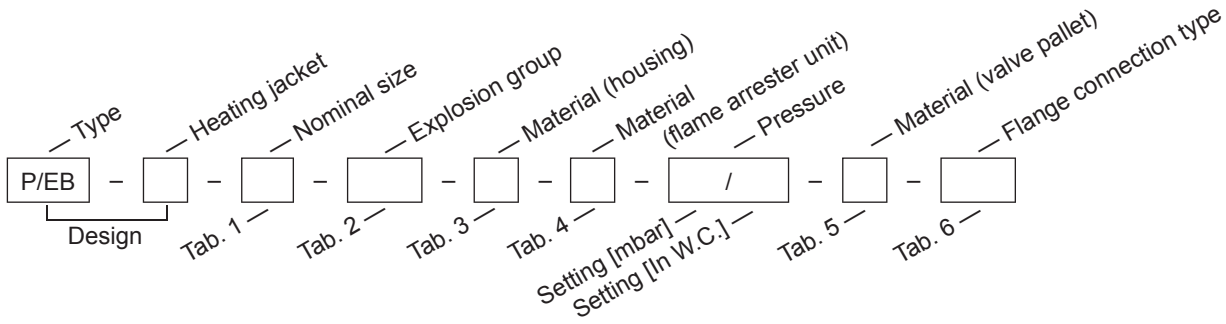 Type
Heating jacket
Nominal size
Explosion group
Material (housing)
Material
(flame arrester unit)
Pressure
Material (valve pallet)
Flange connection type
P/EB – – – – – – / – –
Design
Tab. 1
Tab. 2
Tab. 3
Tab. 4
Setting [mbar]
Setting [In W.C.]
Tab. 5
Tab. 6